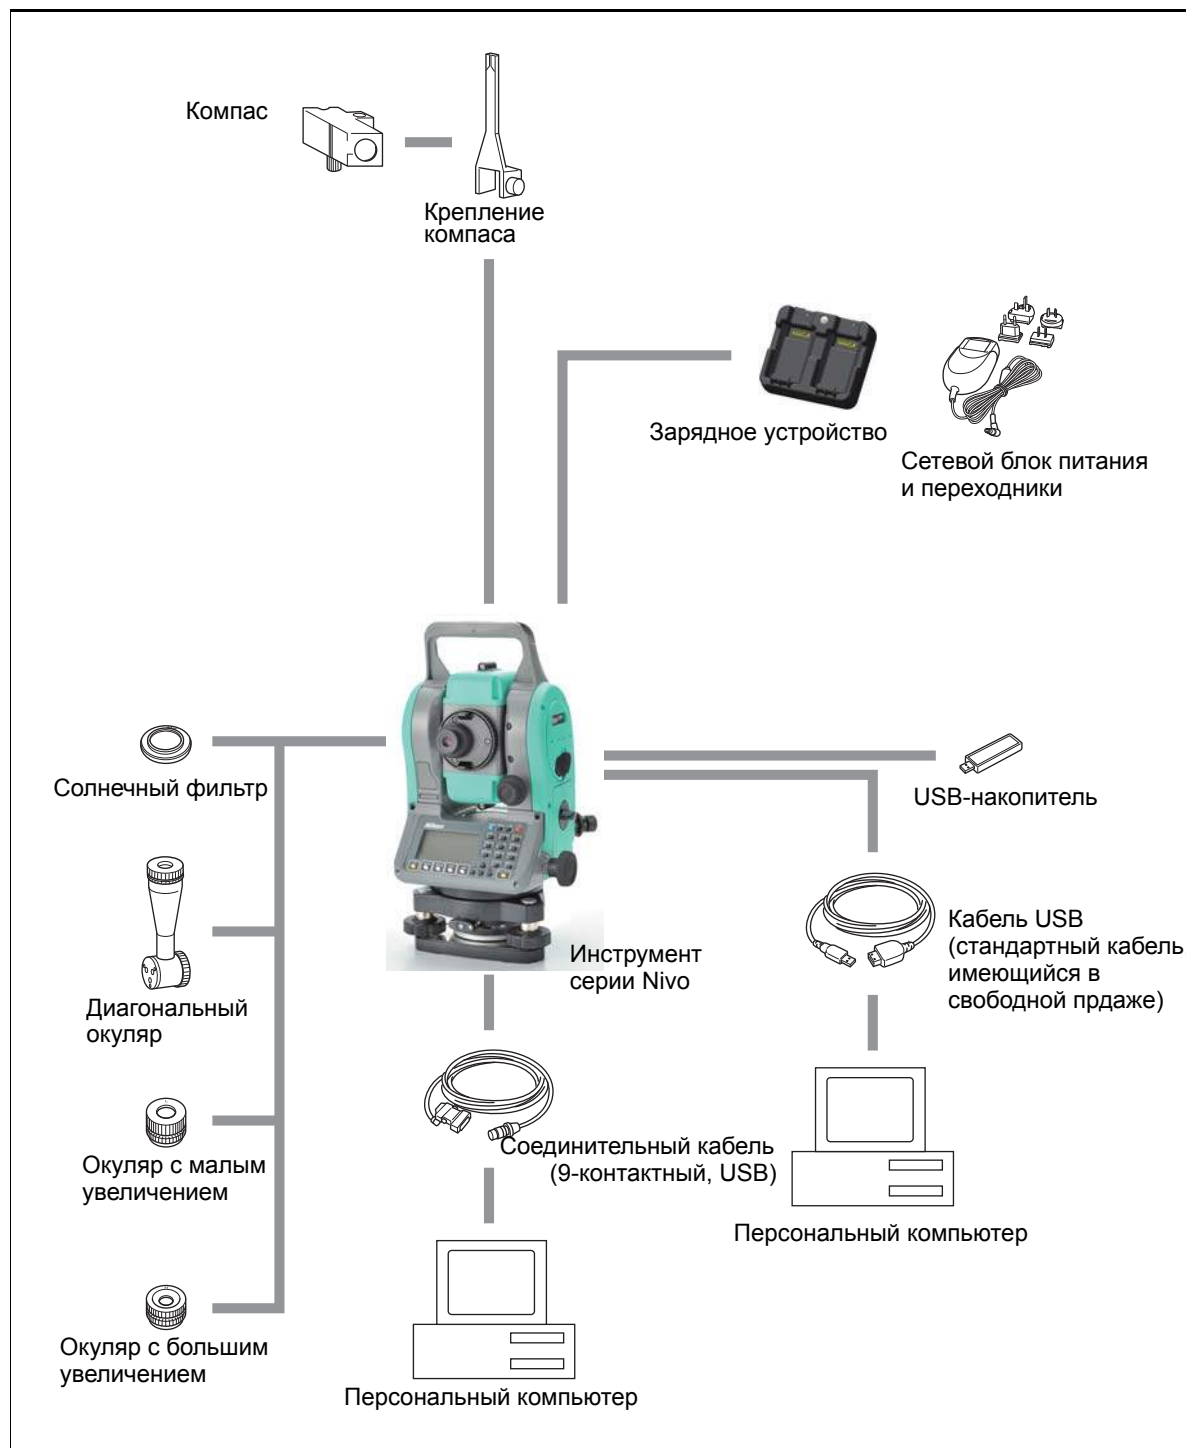 Компас
Крепление
компаса
Зарядное устройство
Сетевой блок питания
и переходники
Солнечный фильтр
USB-накопитель
Диагональный
окуляр
Инструмент
серии Nivo
Кабель USB
(стандартный кабель,
имеющийся в
свободной прдаже)
Окуляр с малым
увеличением
Соединительный кабель
(9-контактный, USB)
Персональный компьютер
Окуляр с большим
увеличением
Персональный компьютер